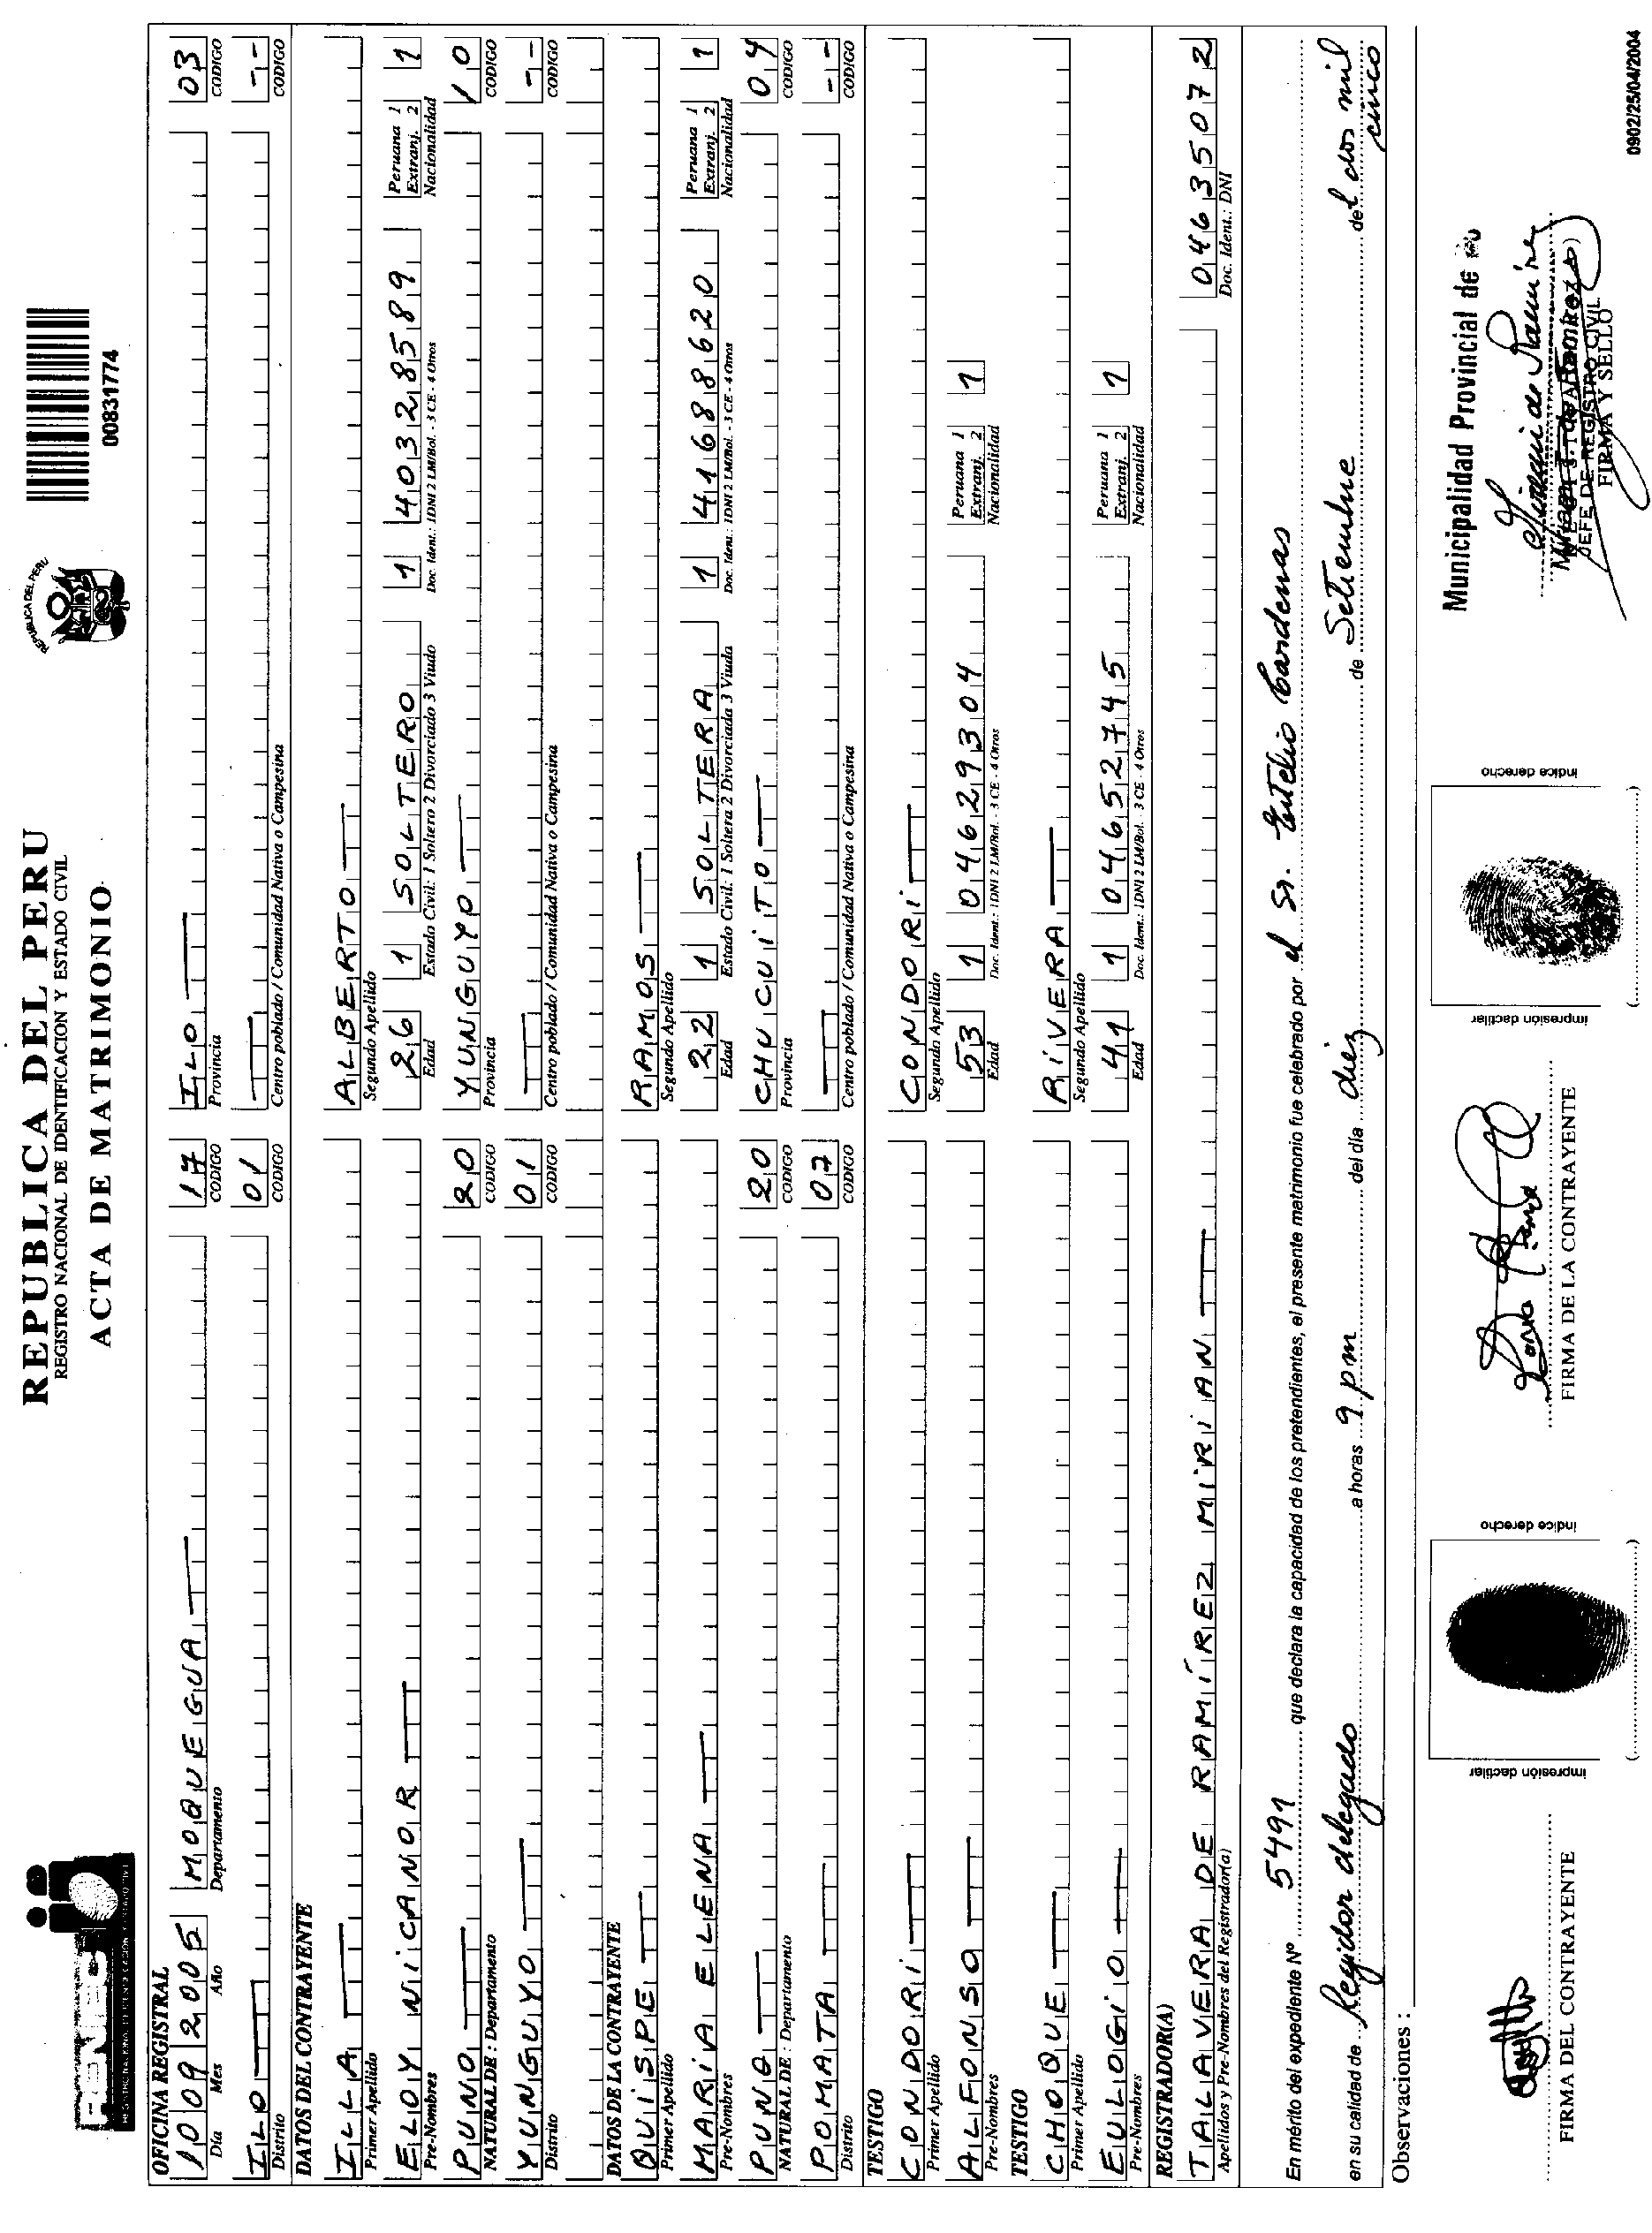 REPUBLICA DEL PERU
REGISTRO NACIONAL DE IDENTIFICACION Y ESTADO CIVIL
ACTA DE MATRIMONIO
REPUBLICA DEL PERU
00831774
OFICINA REGISTRAL
10 09 2005 MOQUEGUA 17 ILO 03
Día Mes Año Departamento CODIGO Provincia CODIGO
ILO 01 --
Distrito CODIGO Centro poblado / Comunidad Nativa o Campesina CODIGO
DATOS DEL CONTRAYENTE
ILLA ALBERTO
Primer Apellido Segundo Apellido
ELOY NiCANOR 26 1 SOLTERO 1 40328589 Peruana 1 Extranj. 2 1
Pre-Nombres Edad Estado Civil: 1 Soltero 2 Divorciado 3 Viudo Doc. Ident.: 1DNI 2 LM/Bol. - 3 CE - 4 Otros Nacionalidad
PUNO 20 YUNGUYO 10
NATURAL DE : Departamento CODIGO Provincia CODIGO
YUNGUYO 01 --
Distrito CODIGO Centro poblado / Comunidad Nativa o Campesina CODIGO
DATOS DE LA CONTRAYENTE
QUiSPE RAMOS
Primer Apellido Segundo Apellido
MARiA ELENA 22 1 SOLTERA 1 41688620 Peruana 1 Extranj. 2 1
Pre-Nombres Edad Estado Civil: 1 Soltera 2 Divorciada 3 Viuda Doc. Ident.: 1DNI 2 LM/Bol. - 3 CE - 4 Otros Nacionalidad
PUNO 20 CHUCUiTO 04
NATURAL DE : Departamento CODIGO Provincia CODIGO
POMATA 07 --
Distrito CODIGO Centro poblado / Comunidad Nativa o Campesina CODIGO
TESTIGO
CONDORi CONDORi
Primer Apellido Segundo Apellido
ALFONSO 53 1 04629304 Peruana 1 Extranj. 2 1
Pre-Nombres Edad Doc. Ident.: 1DNI 2 LM/Bol. - 3 CE - 4 Otros Nacionalidad
TESTIGO
CHOQUE RiVERA
Primer Apellido Segundo Apellido
EULOGiO 41 1 04652745 Peruana 1 Extranj. 2 1
Pre-Nombres Edad Doc. Ident.: 1DNI 2 LM/Bol. - 3 CE - 4 Otros Nacionalidad
REGISTRADOR(A)
TALAVERA DE RAMÍREZ MiRiAN 04635072
Apellidos y Pre-Nombres del Registrador(a) Doc. Ident.: DNI
En mérito del expediente Nº 5491 que declara la capacidad de los pretendientes, el presente matrimonio fue celebrado por el Sr. Cardenas
en su calidad de Regidor delegado a horas 9 pm del día diez de Setiembre del dos mil cinco
Observaciones :
Municipalidad Provincial de
impresión dactilar índice derecho
impresión dactilar índice derecho
JEFE DE REGISTRO CIVIL
FIRMA DEL CONTRAYENTE
FIRMA DE LA CONTRAYENTE
FIRMA Y SELLO
0902/25/04/2004